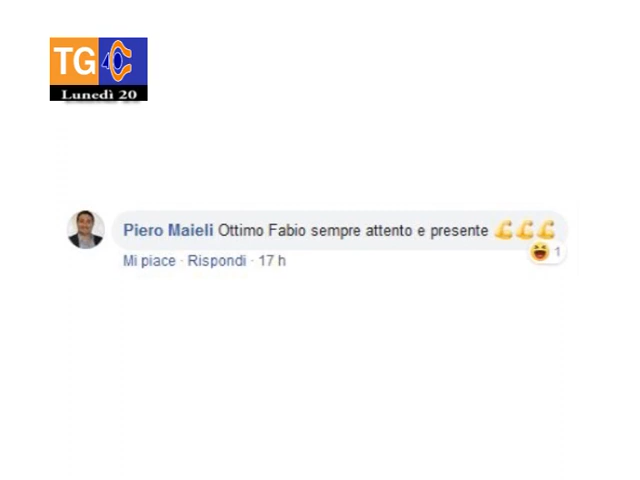 TG
Lunedì 20
Piero Maieli Ottimo Fabio sempre attento e presente 💪💪💪
1
Mi piace · Rispondi · 17 h